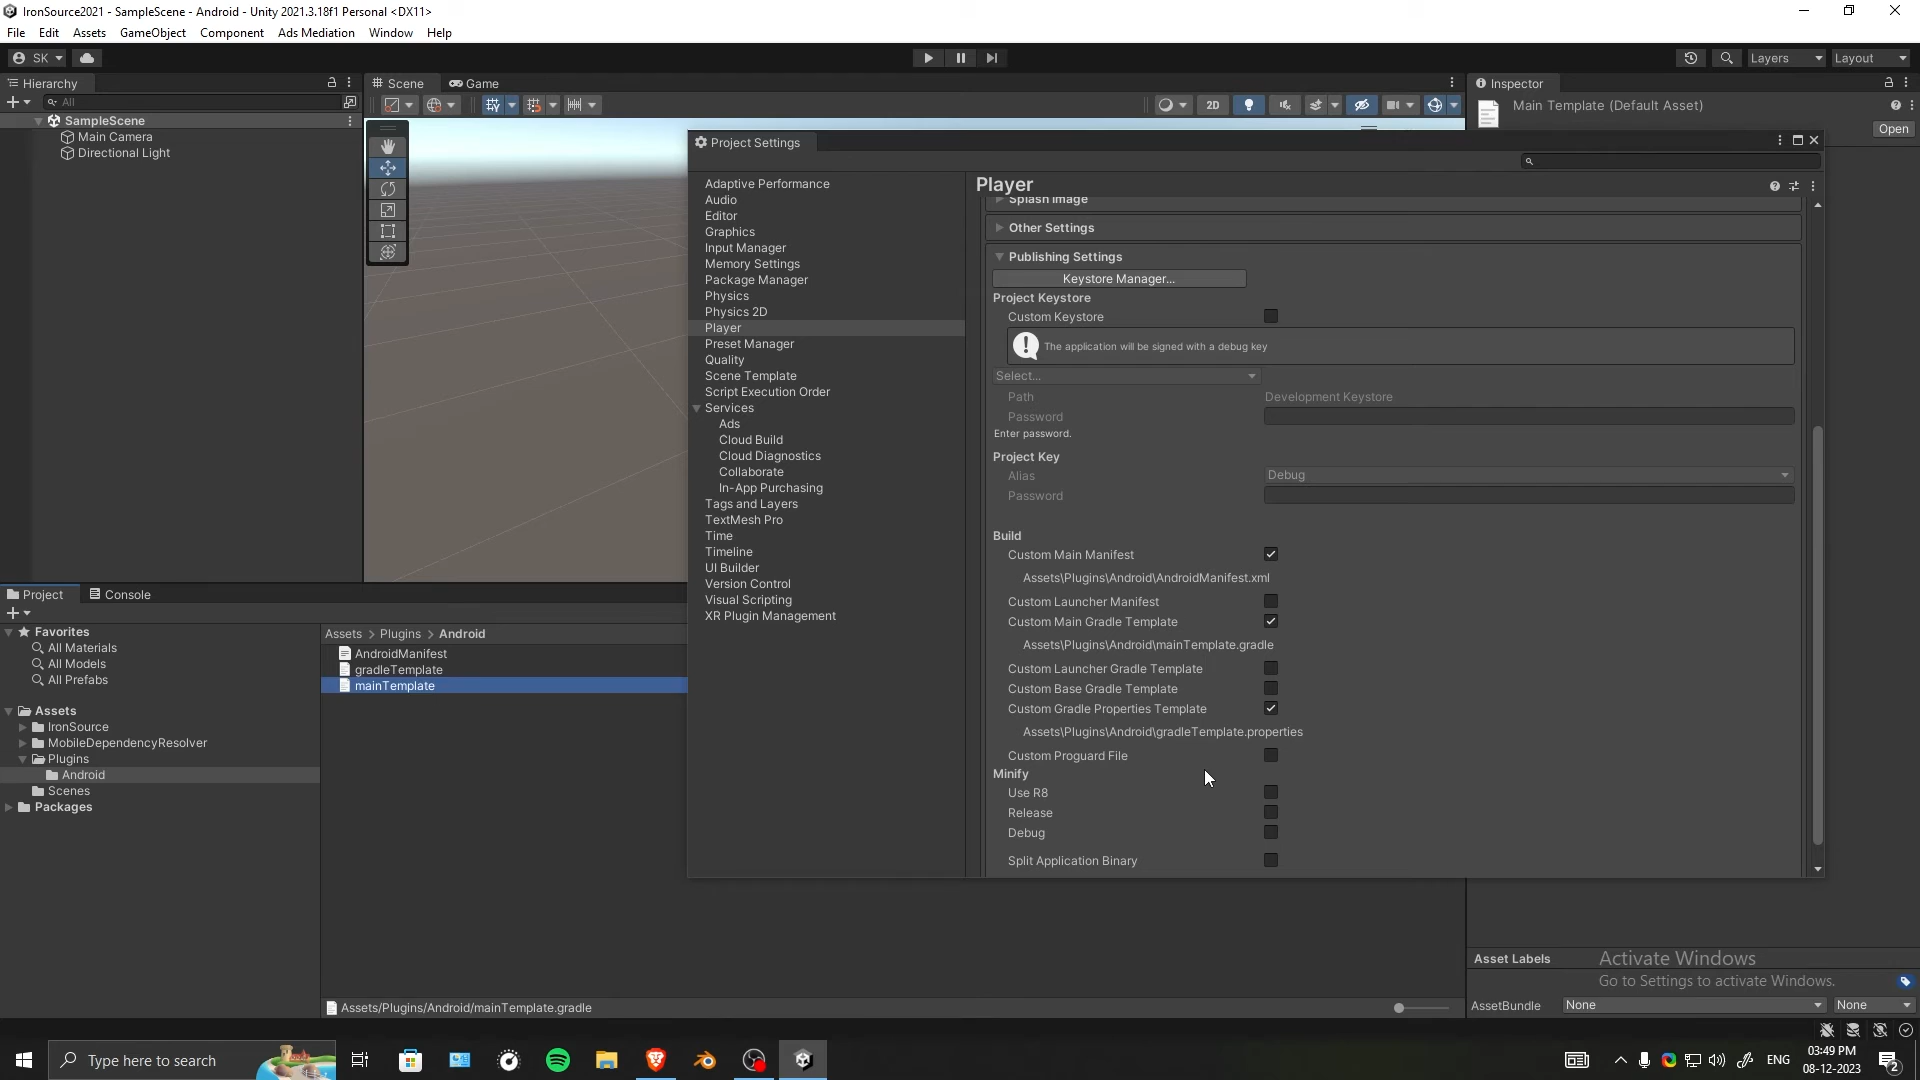 IronSource2021 - SampleScene - Android - Unity 2021.3.18f1 Personal <DX11>
File Edit Assets GameObject Component Ads Mediation Window Help
SK
Layers
Layout
Hierarchy
All
SampleScene
Main Camera
Directional Light
Scene
Game
2D
Inspector
Main Template (Default Asset)
Open
Project Settings
Adaptive Performance
Audio
Editor
Graphics
Input Manager
Memory Settings
Package Manager
Physics
Physics 2D
Player
Preset Manager
Quality
Scene Template
Script Execution Order
Services
Ads
Cloud Build
Cloud Diagnostics
Collaborate
In-App Purchasing
Tags and Layers
TextMesh Pro
Time
Timeline
UI Builder
Version Control
Visual Scripting
XR Plugin Management
Player
Splash Image
Other Settings
Publishing Settings
Keystore Manager...
Project Keystore
Custom Keystore
The application will be signed with a debug key
Select...
Path Development Keystore
Password
Enter password.
Project Key
Alias Debug
Password
Build
Custom Main Manifest
Assets\Plugins\Android\AndroidManifest.xml
Custom Launcher Manifest
Custom Main Gradle Template
Assets\Plugins\Android\mainTemplate.gradle
Custom Launcher Gradle Template
Custom Base Gradle Template
Custom Gradle Properties Template
Assets\Plugins\Android\gradleTemplate.properties
Custom Proguard File
Minify
Use R8
Release
Debug
Split Application Binary
Project
Console
Favorites
All Materials
All Models
All Prefabs
Assets
IronSource
MobileDependencyResolver
Plugins
Android
Scenes
Packages
Assets > Plugins > Android
AndroidManifest
gradleTemplate
mainTemplate
Assets/Plugins/Android/mainTemplate.gradle
Asset Labels
Activate Windows
Go to Settings to activate Windows.
AssetBundle None None
Type here to search
ENG
03:49 PM
08-12-2023
2